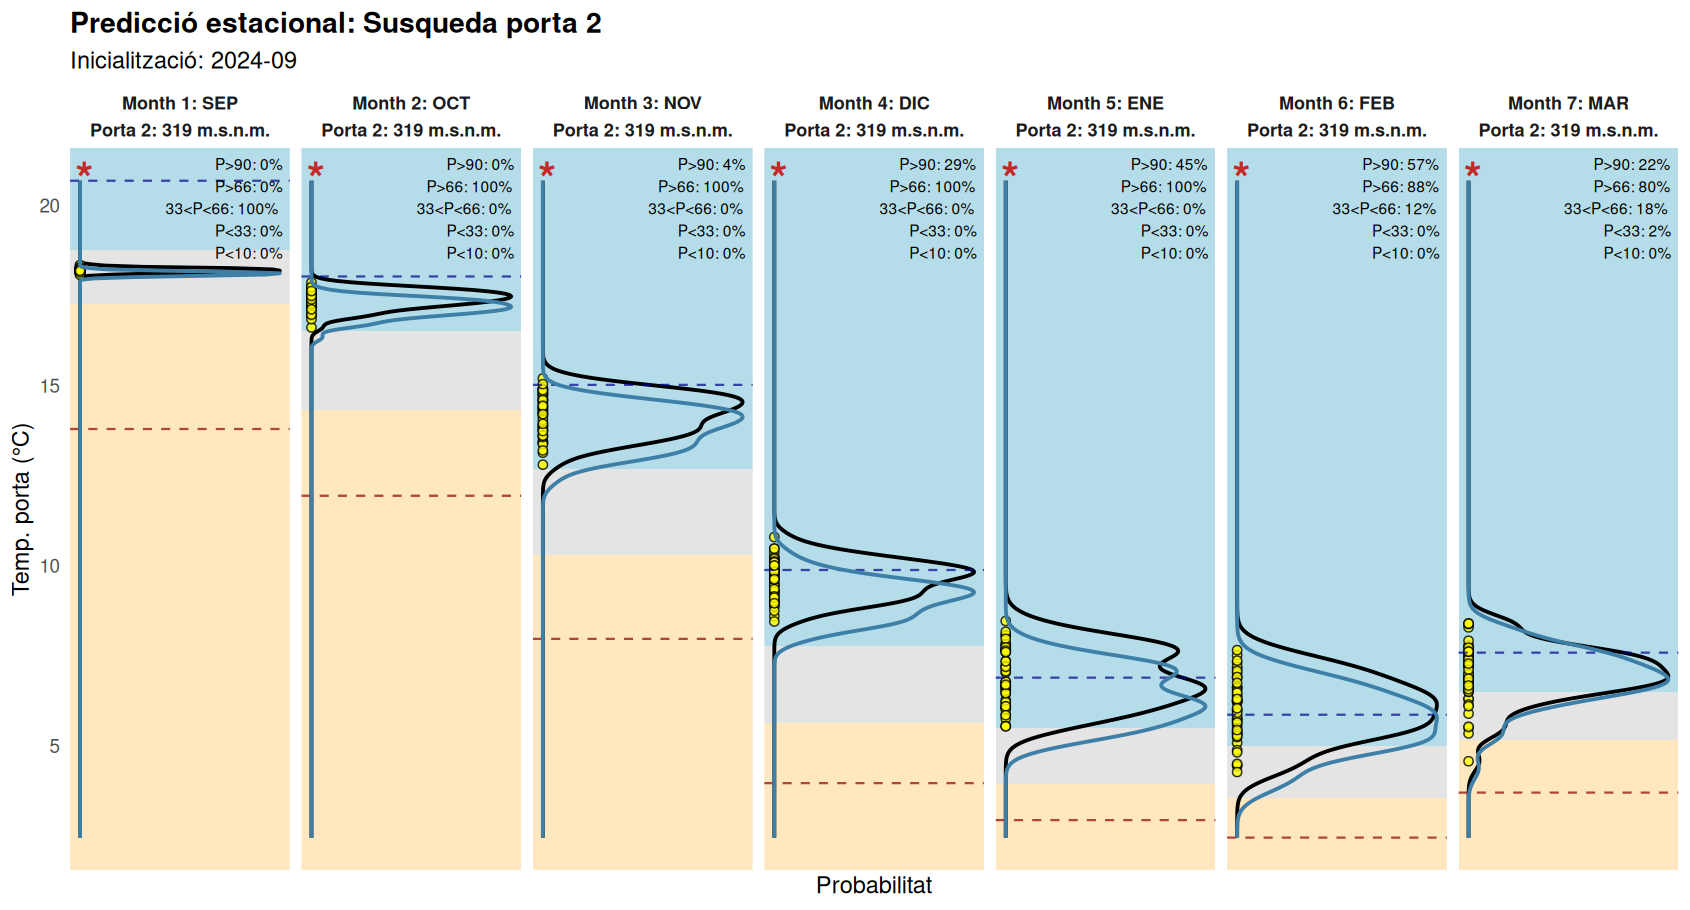 Predicció estacional: Susqueda porta 2
Inicialització: 2024-09
Month 1: SEP
Porta 2: 319 m.s.n.m.
Month 2: OCT
Porta 2: 319 m.s.n.m.
Month 3: NOV
Porta 2: 319 m.s.n.m.
Month 4: DIC
Porta 2: 319 m.s.n.m.
Month 5: ENE
Porta 2: 319 m.s.n.m.
Month 6: FEB
Porta 2: 319 m.s.n.m.
Month 7: MAR
Porta 2: 319 m.s.n.m.
*
P>90: 0%
P>66: 0%
33<P<66: 100%
P<33: 0%
P<10: 0%
*
P>90: 0%
P>66: 100%
33<P<66: 0%
P<33: 0%
P<10: 0%
*
P>90: 4%
P>66: 100%
33<P<66: 0%
P<33: 0%
P<10: 0%
*
P>90: 29%
P>66: 100%
33<P<66: 0%
P<33: 0%
P<10: 0%
*
P>90: 45%
P>66: 100%
33<P<66: 0%
P<33: 0%
P<10: 0%
*
P>90: 57%
P>66: 88%
33<P<66: 12%
P<33: 0%
P<10: 0%
*
P>90: 22%
P>66: 80%
33<P<66: 18%
P<33: 2%
P<10: 0%
20
15
10
5
Temp. porta (°C)
Probabilitat